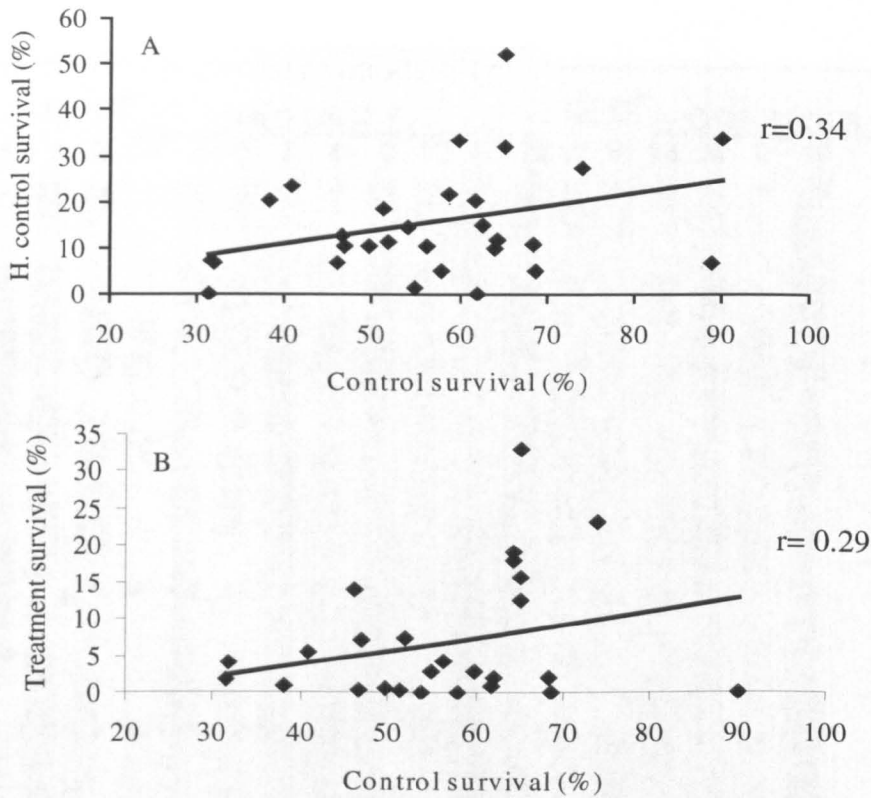 A
H. control survival (%)
60
50
40
30
20
10
0
r=0.34
20 30 40 50 60 70 80 90 100
Control survival (%)
B
Treatment survival (%)
35
30
25
20
15
10
5
0
r= 0.29
20 30 40 50 60 70 80 90 100
Control survival (%)